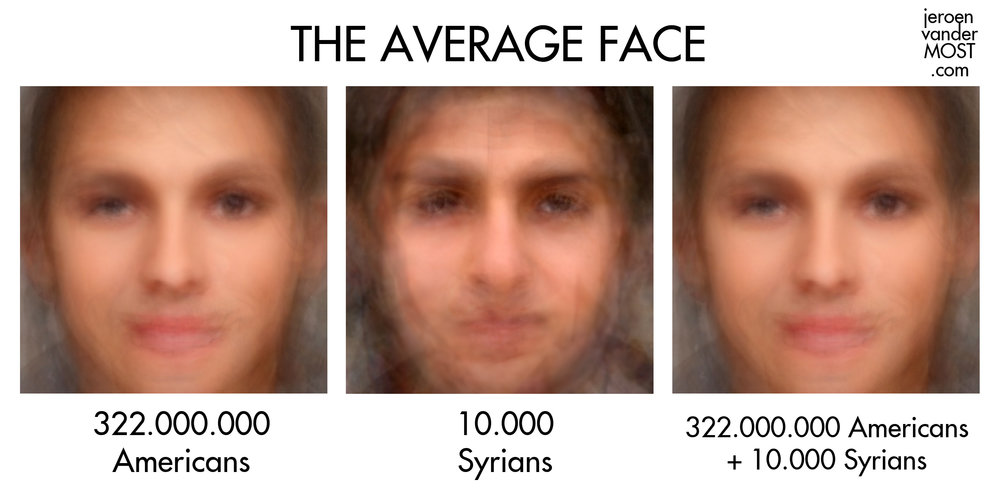 THE AVERAGE FACE
jeroen
vander
MOST
.com
322.000.000
Americans
10.000
Syrians
322.000.000 Americans
+ 10.000 Syrians